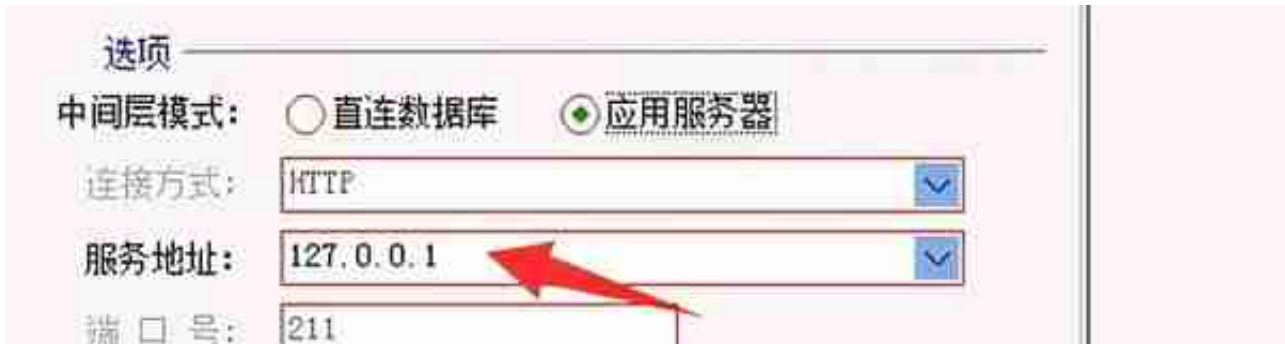 选项
中间层模式: 直连数据库 应用服务器
连接方式: HTTP
服务地址: 127.0.0.1
端 口 号: 211